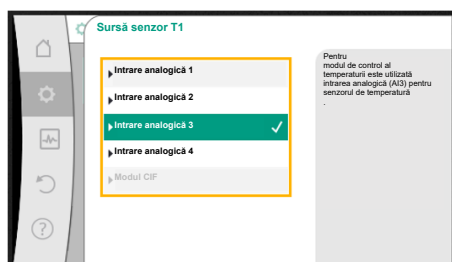 Sursă senzor T1
Intrare analogică 1
Intrare analogică 2
Intrare analogică 3
Intrare analogică 4
Modul CIF
Pentru
modul de control al
temperaturii este utilizată
intrarea analogică (AI3) pentru
senzorul de temperatură
.